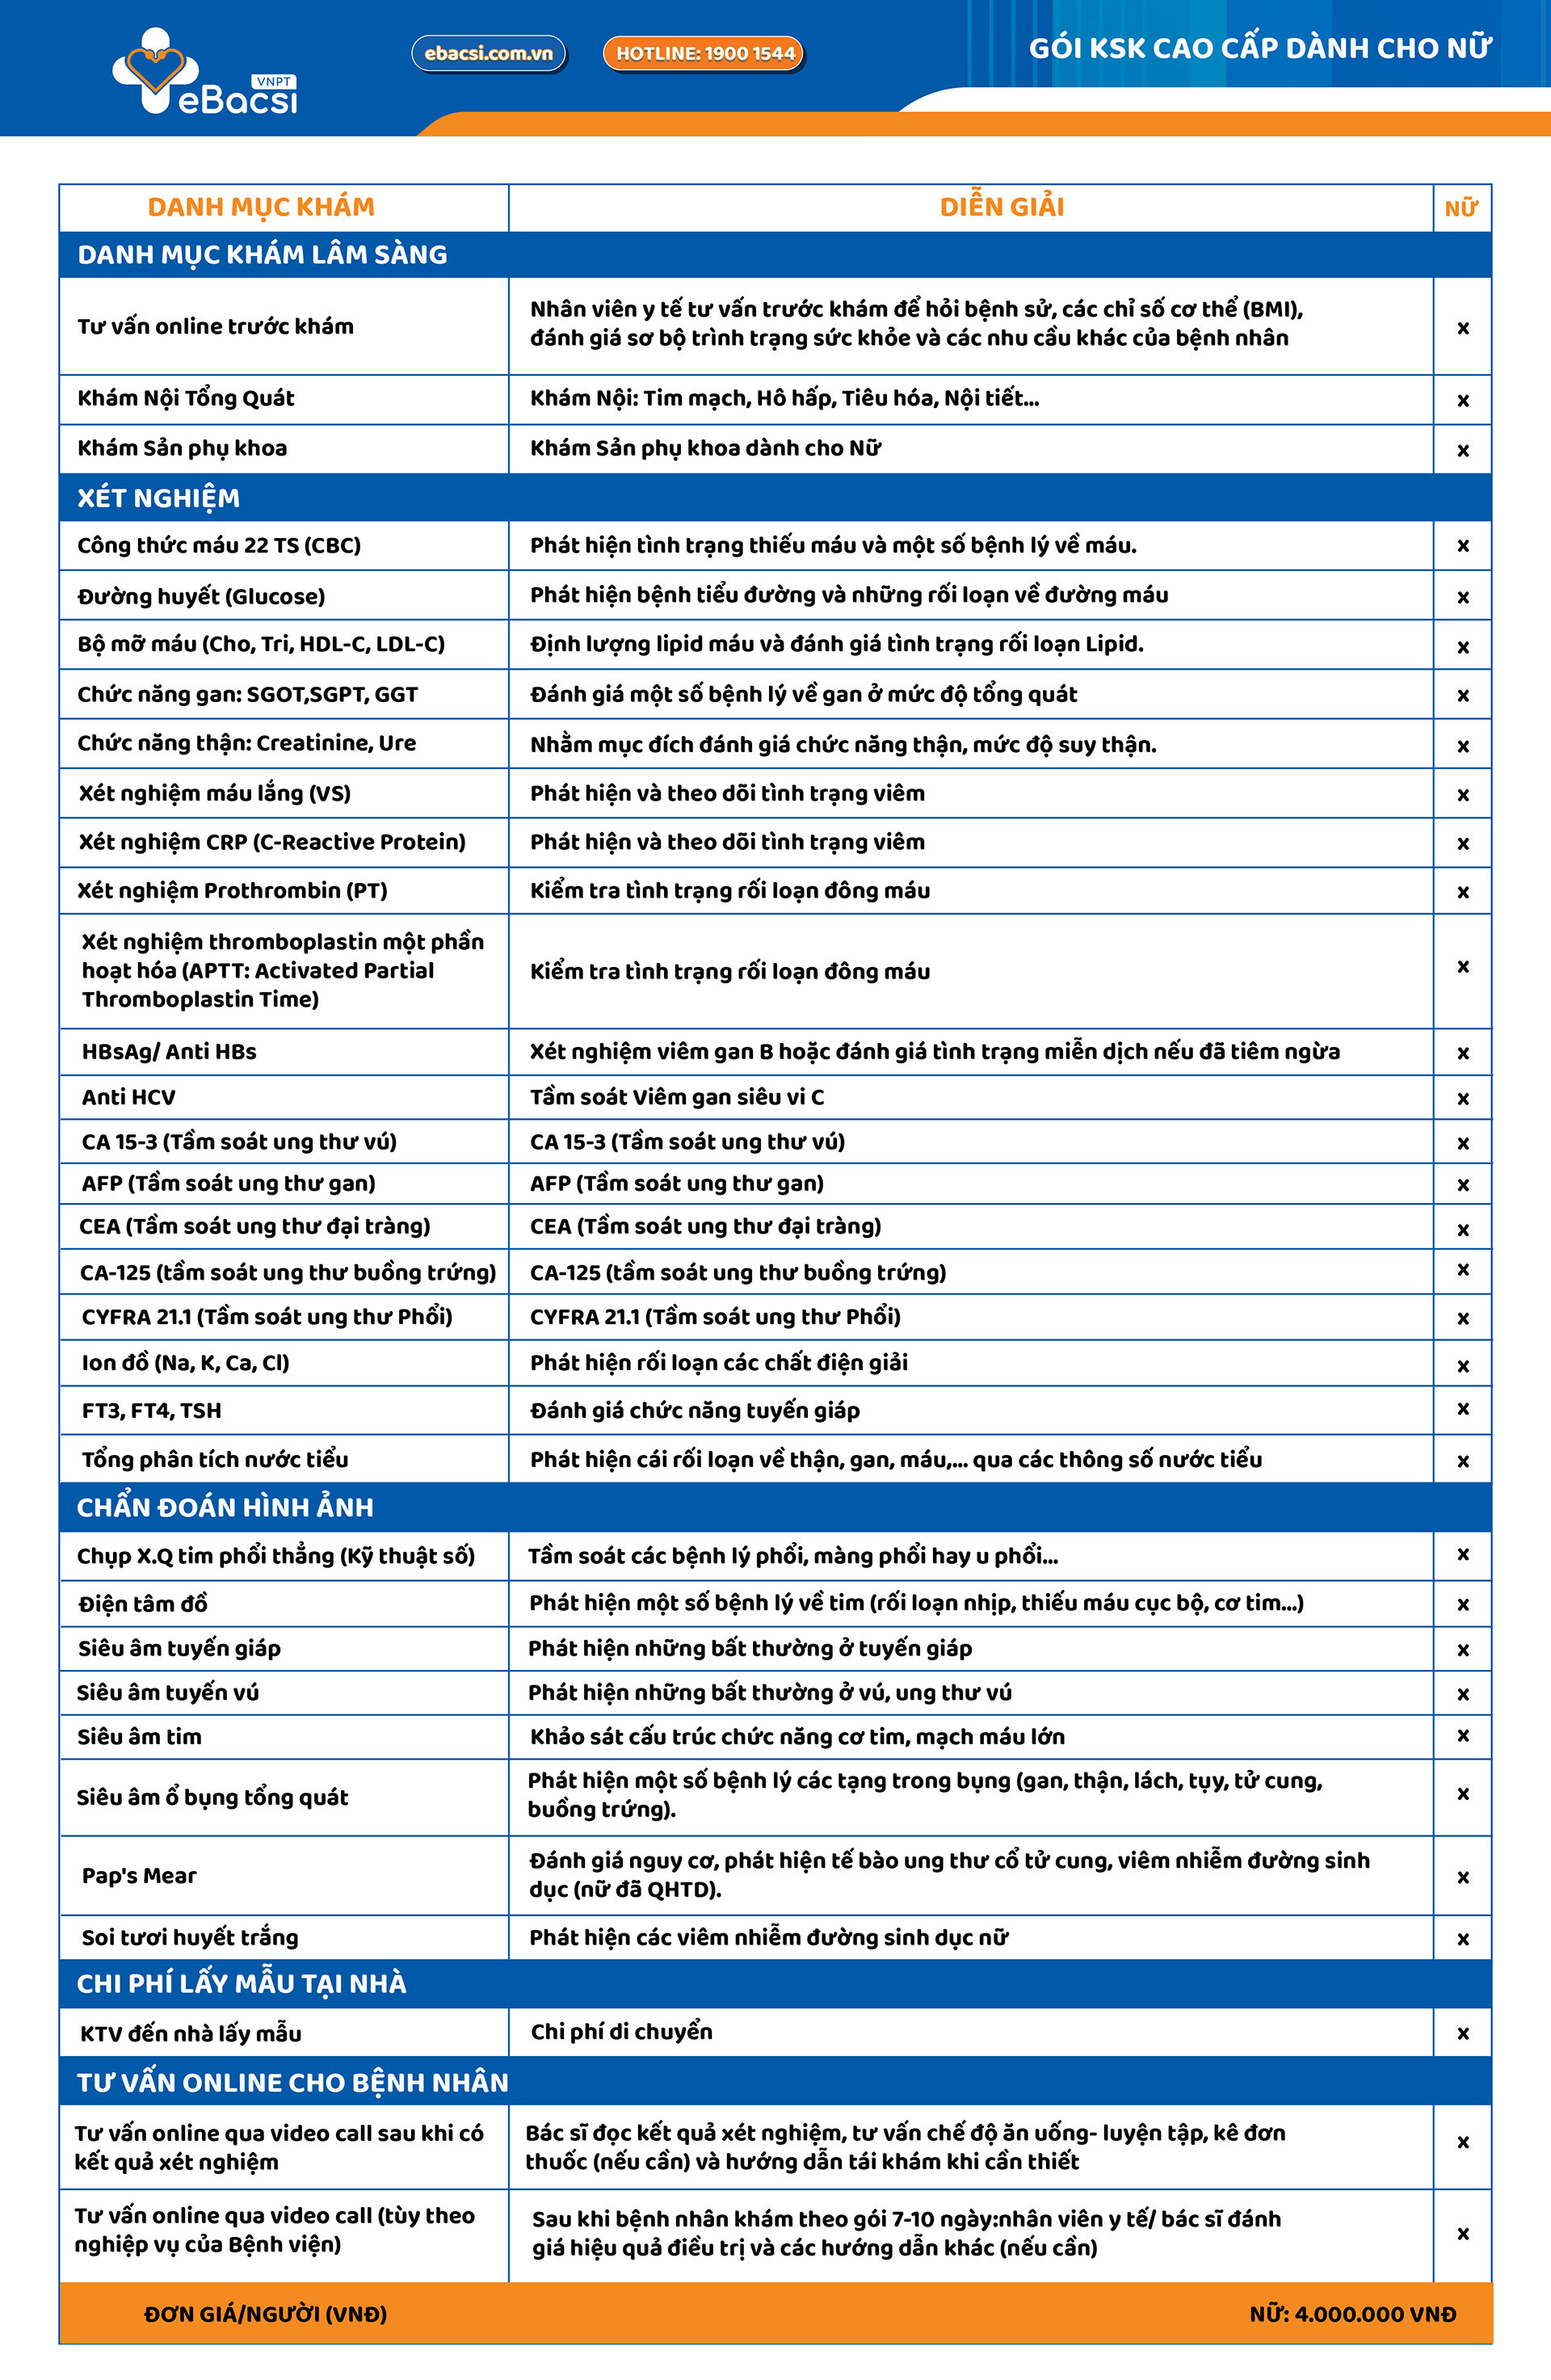 VNPT
eBacsi
ebacsi.com.vn
HOTLINE: 1900 1544
GÓI KSK CAO CẤP DÀNH CHO NỮ
DANH MỤC KHÁM
DIỄN GIẢI
NỮ
DANH MỤC KHÁM LÂM SÀNG
Tư vấn online trước khám
Nhân viên y tế tư vấn trước khám để hỏi bệnh sử, các chỉ số cơ thể (BMI),
đánh giá sơ bộ trình trạng sức khỏe và các nhu cầu khác của bệnh nhân
x
Khám Nội Tổng Quát
Khám Nội: Tim mạch, Hô hấp, Tiêu hóa, Nội tiết...
x
Khám Sản phụ khoa
Khám Sản phụ khoa dành cho Nữ
x
XÉT NGHIỆM
Công thức máu 22 TS (CBC)
Phát hiện tình trạng thiếu máu và một số bệnh lý về máu.
x
Đường huyết (Glucose)
Phát hiện bệnh tiểu đường và những rối loạn về đường máu
x
Bộ mỡ máu (Cho, Tri, HDL-C, LDL-C)
Định lượng lipid máu và đánh giá tình trạng rối loạn Lipid.
x
Chức năng gan: SGOT,SGPT, GGT
Đánh giá một số bệnh lý về gan ở mức độ tổng quát
x
Chức năng thận: Creatinine, Ure
Nhằm mục đích đánh giá chức năng thận, mức độ suy thận.
x
Xét nghiệm máu lắng (VS)
Phát hiện và theo dõi tình trạng viêm
x
Xét nghiệm CRP (C-Reactive Protein)
Phát hiện và theo dõi tình trạng viêm
x
Xét nghiệm Prothrombin (PT)
Kiểm tra tình trạng rối loạn đông máu
x
Xét nghiệm thromboplastin một phần
hoạt hóa (APTT: Activated Partial
Thromboplastin Time)
Kiểm tra tình trạng rối loạn đông máu
x
HBsAg/ Anti HBs
Xét nghiệm viêm gan B hoặc đánh giá tình trạng miễn dịch nếu đã tiêm ngừa
x
Anti HCV
Tầm soát Viêm gan siêu vi C
x
CA 15-3 (Tầm soát ung thư vú)
CA 15-3 (Tầm soát ung thư vú)
x
AFP (Tầm soát ung thư gan)
AFP (Tầm soát ung thư gan)
x
CEA (Tầm soát ung thư đại tràng)
CEA (Tầm soát ung thư đại tràng)
x
CA-125 (tầm soát ung thư buồng trứng)
CA-125 (tầm soát ung thư buồng trứng)
x
CYFRA 21.1 (Tầm soát ung thư Phổi)
CYFRA 21.1 (Tầm soát ung thư Phổi)
x
Ion đồ (Na, K, Ca, Cl)
Phát hiện rối loạn các chất điện giải
x
FT3, FT4, TSH
Đánh giá chức năng tuyến giáp
x
Tổng phân tích nước tiểu
Phát hiện cái rối loạn về thận, gan, máu,... qua các thông số nước tiểu
x
CHẨN ĐOÁN HÌNH ẢNH
Chụp X.Q tim phổi thẳng (Kỹ thuật số)
Tầm soát các bệnh lý phổi, màng phổi hay u phổi...
x
Điện tâm đồ
Phát hiện một số bệnh lý về tim (rối loạn nhịp, thiếu máu cục bộ, cơ tim...)
x
Siêu âm tuyến giáp
Phát hiện những bất thường ở tuyến giáp
x
Siêu âm tuyến vú
Phát hiện những bất thường ở vú, ung thư vú
x
Siêu âm tim
Khảo sát cấu trúc chức năng cơ tim, mạch máu lớn
x
Siêu âm ổ bụng tổng quát
Phát hiện một số bệnh lý các tạng trong bụng (gan, thận, lách, tụy, tử cung,
buồng trứng).
x
Pap's Mear
Đánh giá nguy cơ, phát hiện tế bào ung thư cổ tử cung, viêm nhiễm đường sinh
dục (nữ đã QHTD).
x
Soi tươi huyết trắng
Phát hiện các viêm nhiễm đường sinh dục nữ
x
CHI PHÍ LẤY MẪU TẠI NHÀ
KTV đến nhà lấy mẫu
Chi phí di chuyển
x
TƯ VẤN ONLINE CHO BỆNH NHÂN
Tư vấn online qua video call sau khi có
kết quả xét nghiệm
Bác sĩ đọc kết quả xét nghiệm, tư vấn chế độ ăn uống- luyện tập, kê đơn
thuốc (nếu cần) và hướng dẫn tái khám khi cần thiết
x
Tư vấn online qua video call (tùy theo
nghiệp vụ của Bệnh viện)
Sau khi bệnh nhân khám theo gói 7-10 ngày:nhân viên y tế/ bác sĩ đánh
giá hiệu quả điều trị và các hướng dẫn khác (nếu cần)
x
ĐƠN GIÁ/NGƯỜI (VNĐ)
NỮ: 4.000.000 VNĐ